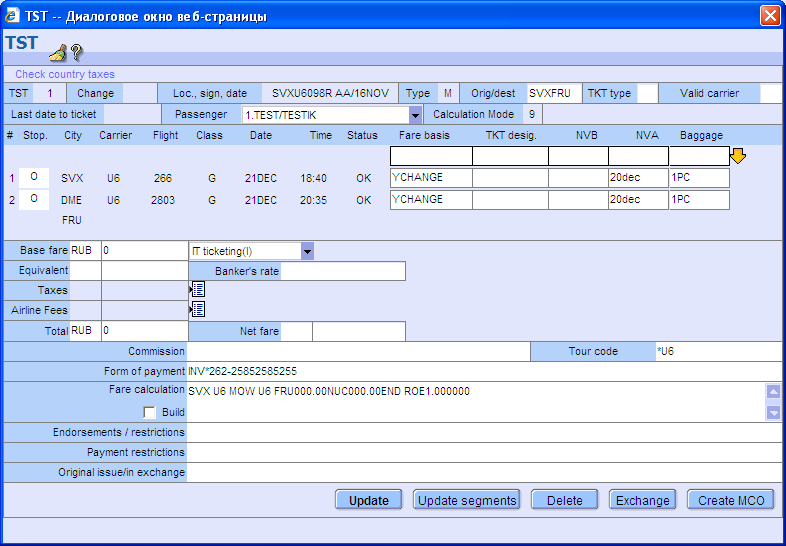 TST -- Диалоговое окно веб-страницы
TST
Check country taxes
TST 1 Change Loc., sign, date SVXU6098R AA/16NOV Type M Orig/dest SVXFRU TKT type Valid carrier
Last date to ticket Passenger 1.TEST/TESTIK Calculation Mode 9
# Stop. City Carrier Flight Class Date Time Status Fare basis TKT desig. NVB NVA Baggage
1 O SVX U6 266 G 21DEC 18:40 OK YCHANGE 20dec 1PC
2 O DME U6 2803 G 21DEC 20:35 OK YCHANGE 20dec 1PC
FRU
Base fare RUB 0 IT ticketing(I)
Equivalent Banker's rate
Taxes
Airline Fees
Total RUB 0 Net fare
Commission Tour code *U6
Form of payment INV*262-25852585255
Fare calculation SVX U6 MOW U6 FRU000.00NUC000.00END ROE1.000000
Build
Endorsements / restrictions
Payment restrictions
Original issue/in exchange
Update Update segments Delete Exchange Create MCO